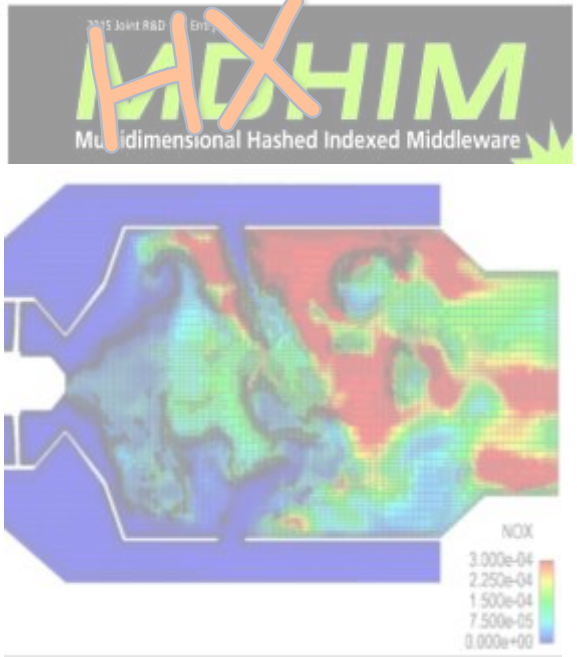 2015 Joint R&D
HX
MDHIM
Multidimensional Hashed Indexed Middleware
NOX
3.000e-04
2.250e-04
1.500e-04
7.500e-05
0.000e+00